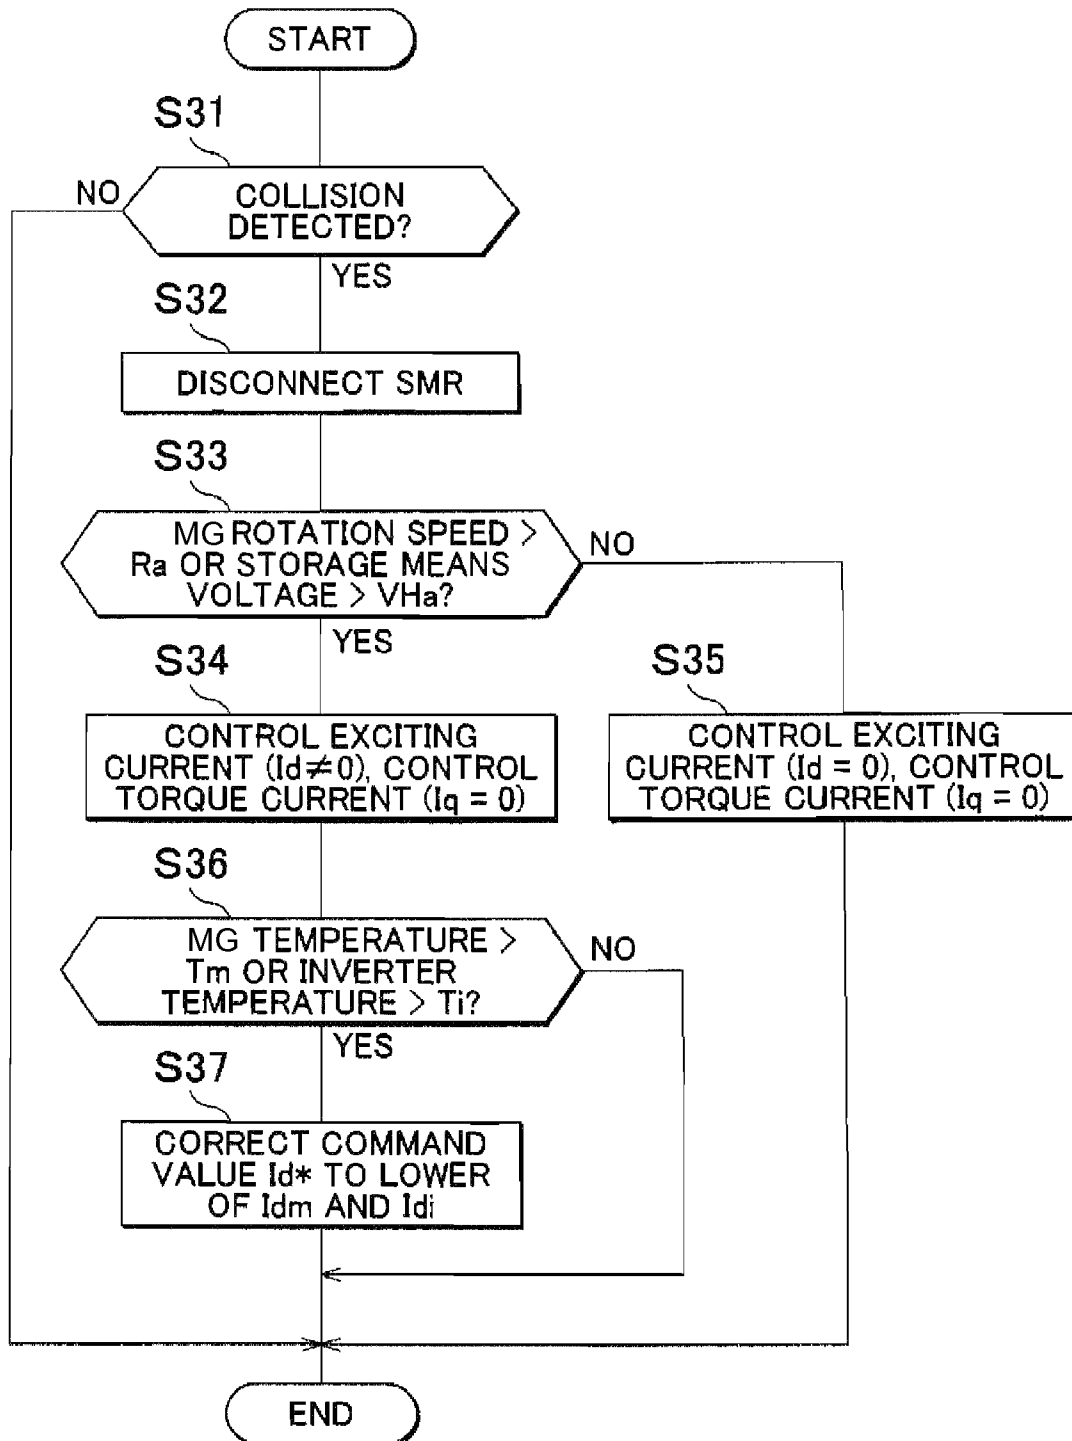 START
S31
NO
COLLISION
DETECTED?
YES
S32
DISCONNECT SMR
S33
MG ROTATION SPEED >
Ra OR STORAGE MEANS
VOLTAGE > VHa?
NO
YES
S34
CONTROL EXCITING
CURRENT (Id≠0), CONTROL
TORQUE CURRENT (Iq = 0)
S35
CONTROL EXCITING
CURRENT (Id = 0), CONTROL
TORQUE CURRENT (Iq = 0)
S36
MG TEMPERATURE >
Tm OR INVERTER
TEMPERATURE > Ti?
NO
YES
S37
CORRECT COMMAND
VALUE Id* TO LOWER
OF Idm AND Idi
END